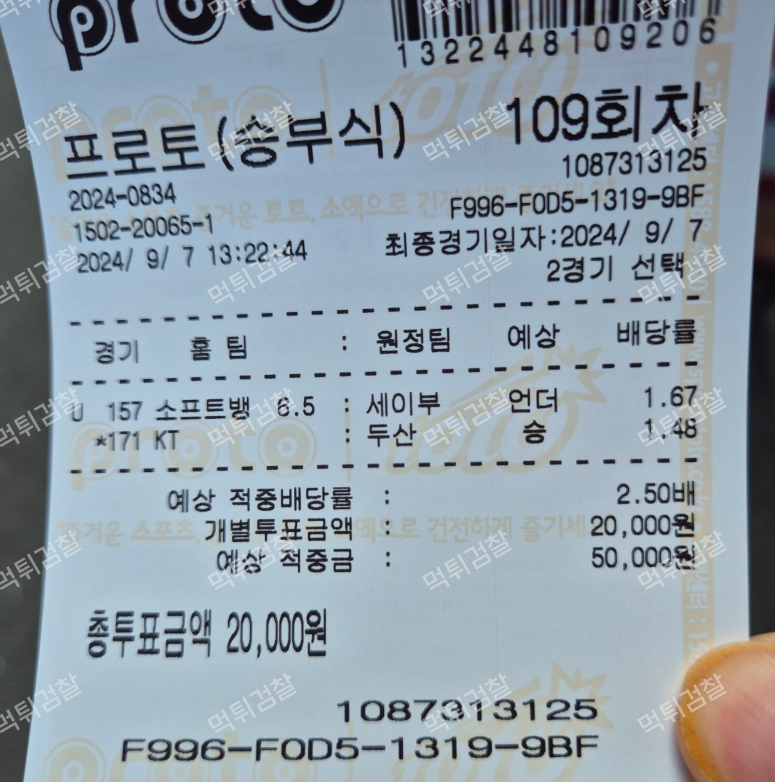 proto
1322448109206
프로토(승부식) 109회차
2024-0834 1087313125
1502-20065-1 F996-F0D5-1319-9BF
2024/ 9/ 7 13:22:44 최종경기일자:2024/ 9/ 7
2경기 선택
경기 홈 팀 : 원정팀 예상 배당률
U 157 소프트뱅 6.5 : 세이부 언더 1.67
*171 KT : 두산 승 1.48
예상 적중배당률 : 2.50배
개별투표금액 : 20,000원
예상 적중금 : 50,000원
총투표금액 20,000원
1087313125
F996-F0D5-1319-9BF
먹튀검찰